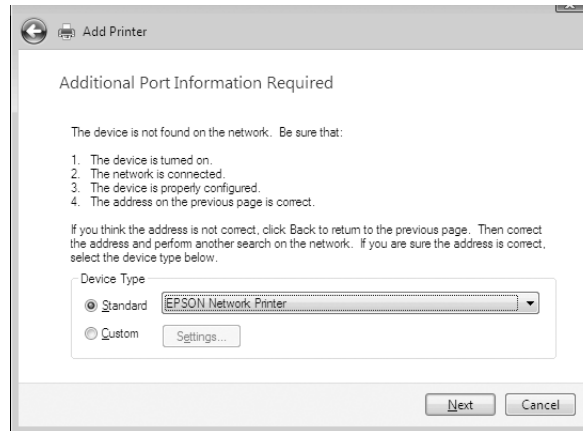 Add Printer
Additional Port Information Required
The device is not found on the network. Be sure that:
1. The device is turned on.
2. The network is connected.
3. The device is properly configured.
4. The address on the previous page is correct.
If you think the address is not correct, click Back to return to the previous page. Then correct
the address and perform another search on the network. If you are sure the address is correct,
select the device type below.
Device Type
Standard
EPSON Network Printer
Custom
Settings...
Next
Cancel